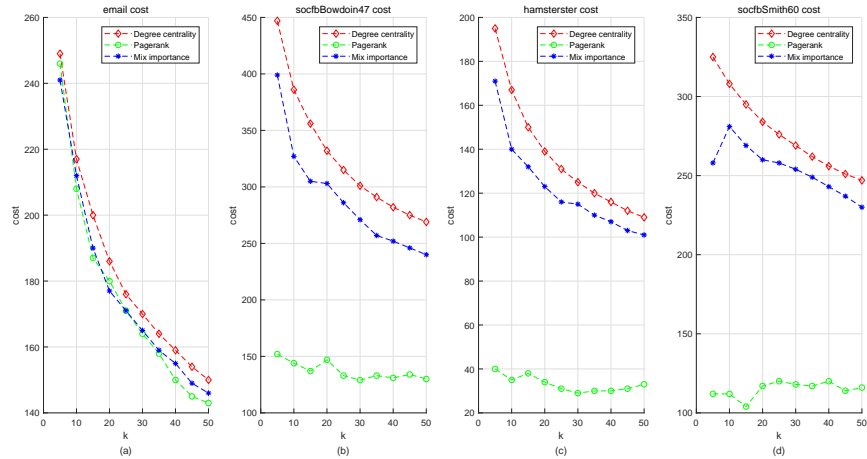 email cost
260
240
220
200
180
160
140
cost
0
10
20
30
40
50
k
(a)
Degree centrality
Pagerank
Mix importance
socfbBowdoin47 cost
450
400
350
300
250
200
150
100
cost
0
10
20
30
40
50
k
(b)
Degree centrality
Pagerank
Mix importance
hamsterster cost
200
180
160
140
120
100
80
60
40
20
cost
0
10
20
30
40
50
k
(c)
Degree centrality
Pagerank
Mix importance
socfbSmith60 cost
350
300
250
200
150
100
cost
0
10
20
30
40
50
k
(d)
Degree centrality
Pagerank
Mix importance